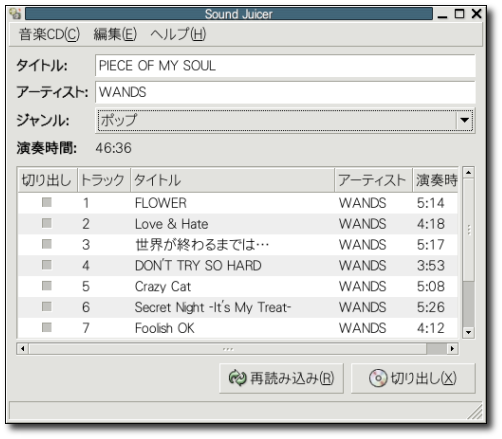 Sound Juicer
音楽CD(C) 編集(E) ヘルプ(H)
タイトル: PIECE OF MY SOUL
アーティスト: WANDS
ジャンル: ポップ
演奏時間: 46:36
切り出し トラック タイトル アーティスト 演奏時
1 FLOWER WANDS 5:14
2 Love & Hate WANDS 4:18
3 世界が終わるまでは… WANDS 5:17
4 DON'T TRY SO HARD WANDS 3:53
5 Crazy Cat WANDS 5:08
6 Secret Night -It's My Treat- WANDS 5:26
7 Foolish OK WANDS 4:12
再読み込み(R) 切り出し(X)